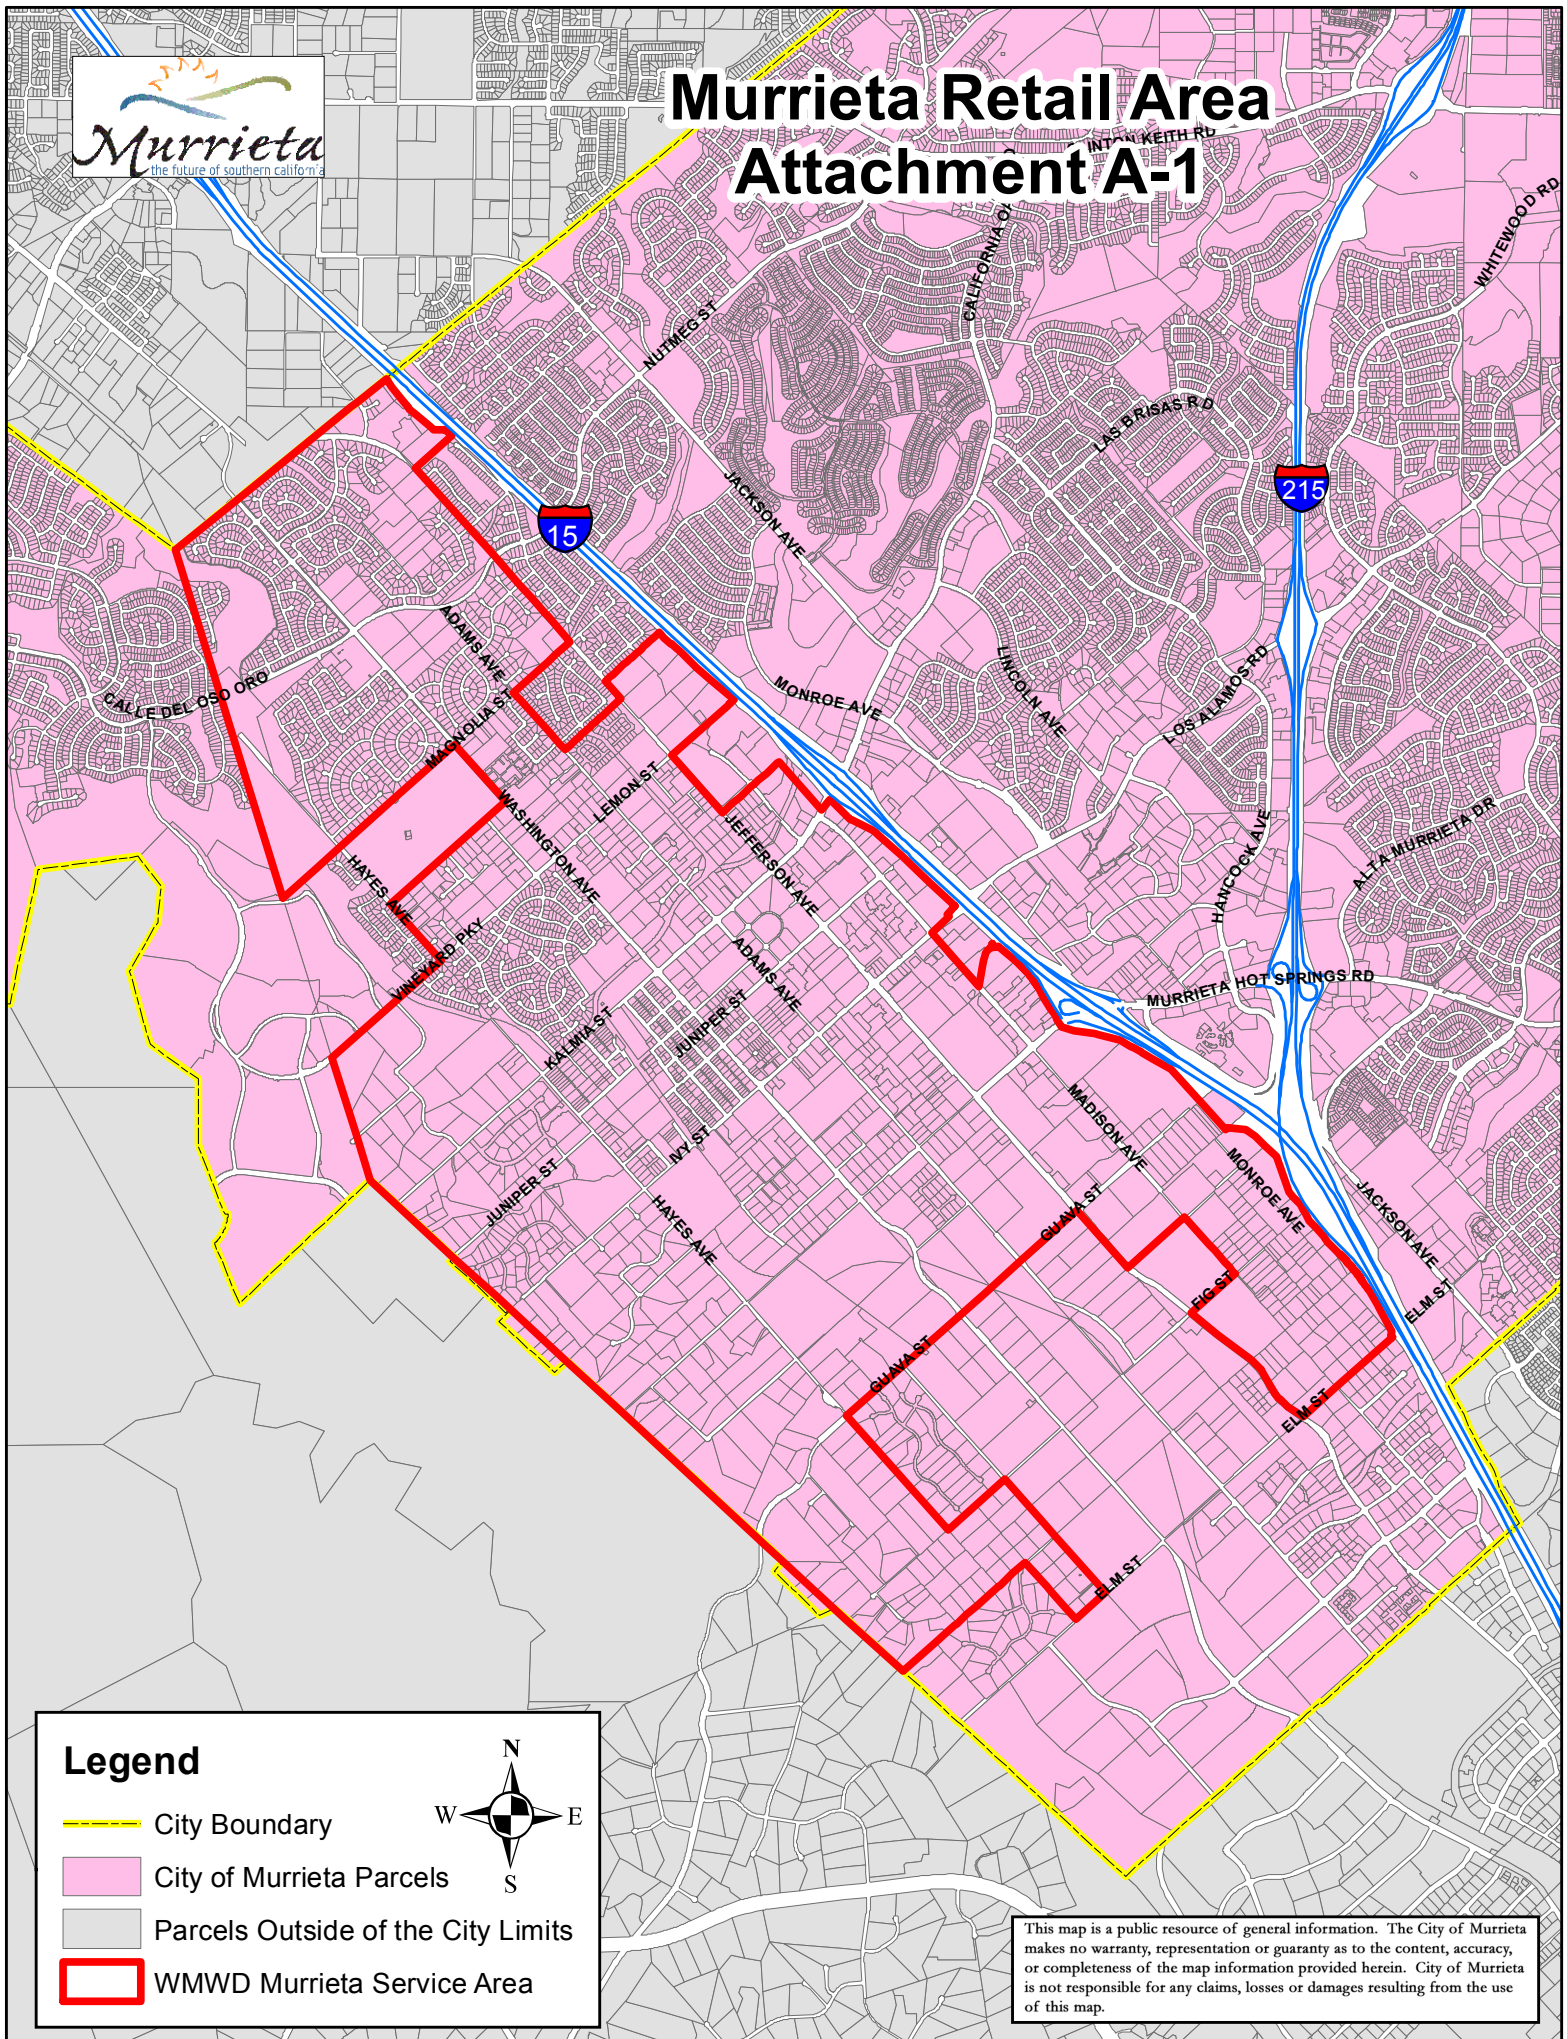 Murrieta
the future of southern california
Murrieta Retail Area
Attachment A-1
CLINTON KEITH RD
WHITEWOOD RD
NUTMEG ST
LAS BRISAS RD
JACKSON AVE
215
15
ADAMS AVE
CALLE DEL OSO ORO
MAGNOLIA ST
MONROE AVE
LINCOLN AVE
LOS ALAMOS RD
LEMON ST
WASHINGTON AVE
JEFFERSON AVE
HANCOCK AVE
ALTA MURRIETA DR
HAYES AVE
VINEYARD PKY
ADAMS AVE
MURRIETA HOT SPRINGS RD
KALMIA ST
JUNIPER ST
MADISON AVE
IVY ST
JUNIPER ST
HAYES AVE
GUAVA ST
MONROE AVE
JACKSON AVE
FIG ST
ELM ST
GUAVA ST
ELM ST
ELM ST
Legend
N
W
E
S
City Boundary
City of Murrieta Parcels
Parcels Outside of the City Limits
WMWD Murrieta Service Area
This map is a public resource of general information. The City of Murrieta
makes no warranty, representation or guaranty as to the content, accuracy,
or completeness of the map information provided herein. City of Murrieta
is not responsible for any claims, losses or damages resulting from the use
of this map.